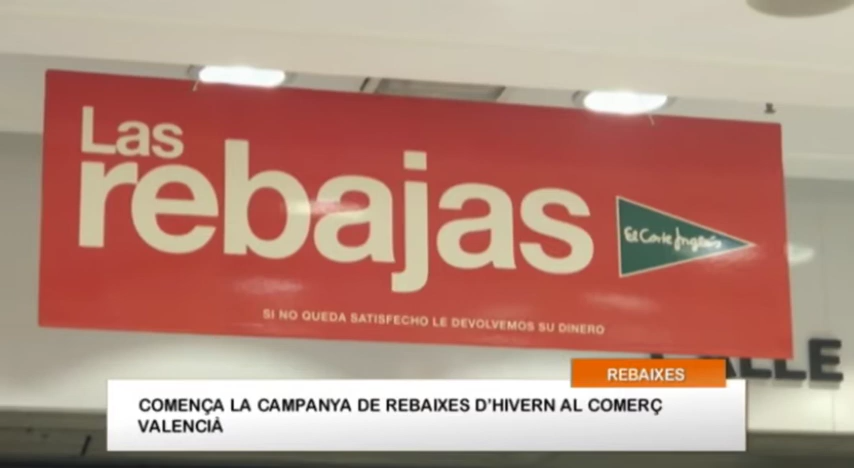 Las
rebajas
El Corte Inglés
SI NO QUEDA SATISFECHO LE DEVOLVEMOS SU DINERO
REBAIXES
COMENÇA LA CAMPANYA DE REBAIXES D'HIVERN AL COMERÇ
VALENCIÀ